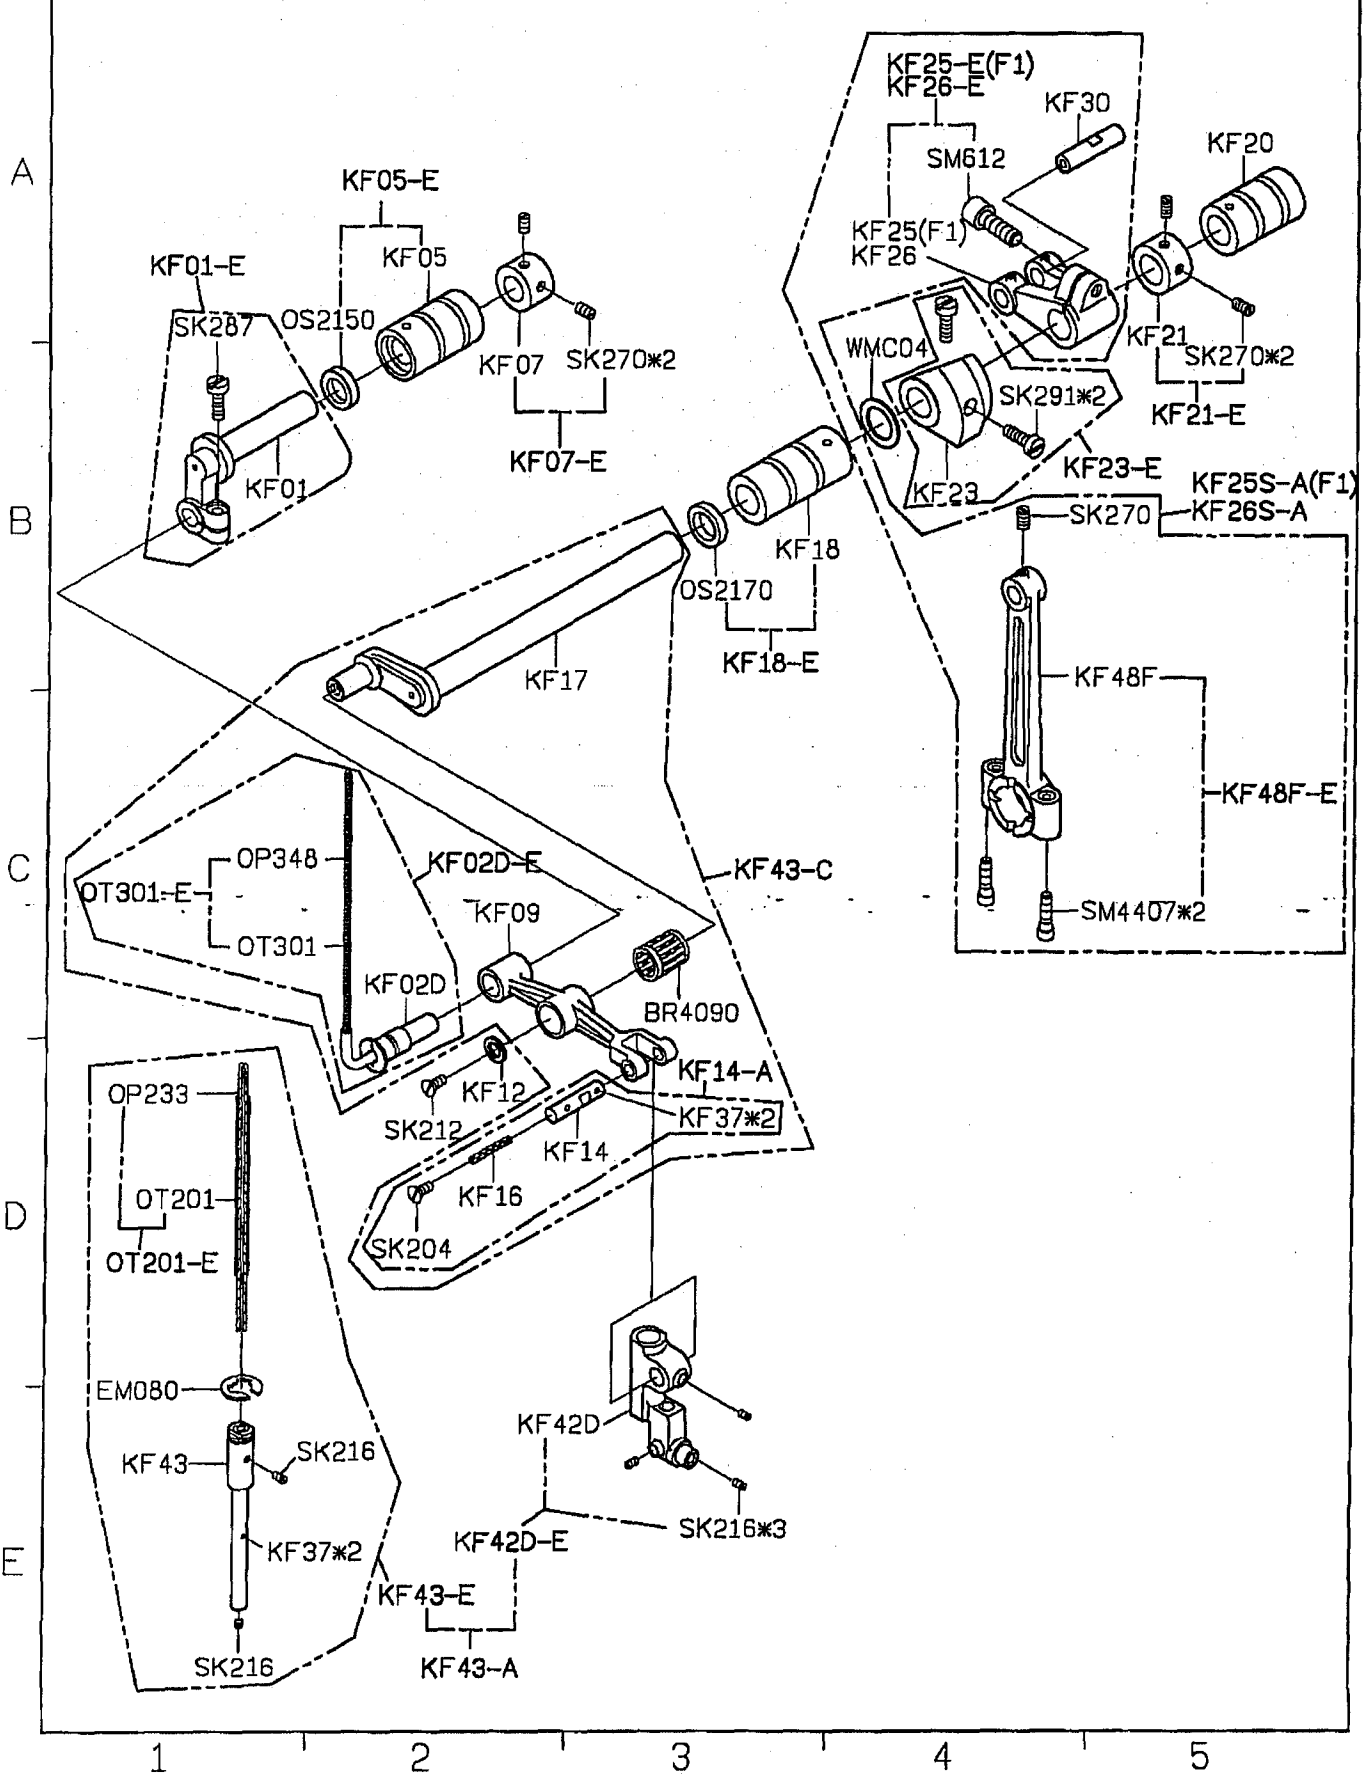 KF25-E(F1)
KF26-E
KF30
KF20
SM612
A
KF05-E
KF25(F1)
KF26
KF05
KF01-E
SK287
OS2150
KF07
SK270*2
WMC04
KF21
SK270*2
SK291*2
KF21-E
KF07-E
KF23-E
KF01
KF23
KF25S-A(F1)
KF26S-A
B
SK270
KF18
OS2170
KF18-E
KF17
KF48F
KF48F-E
C
OP348
KF02D-E
KF43-C
OT301-E
KF09
SM4407*2
OT301
KF02D
BR4090
KF14-A
OP233
KF12
KF37*2
SK212
KF14
OT201
KF16
D
SK204
OT201-E
EM080
KF42D
SK216
KF43
SK216*3
KF42D-E
KF37*2
E
KF43-E
SK216
KF43-A
1 2 3 4 5